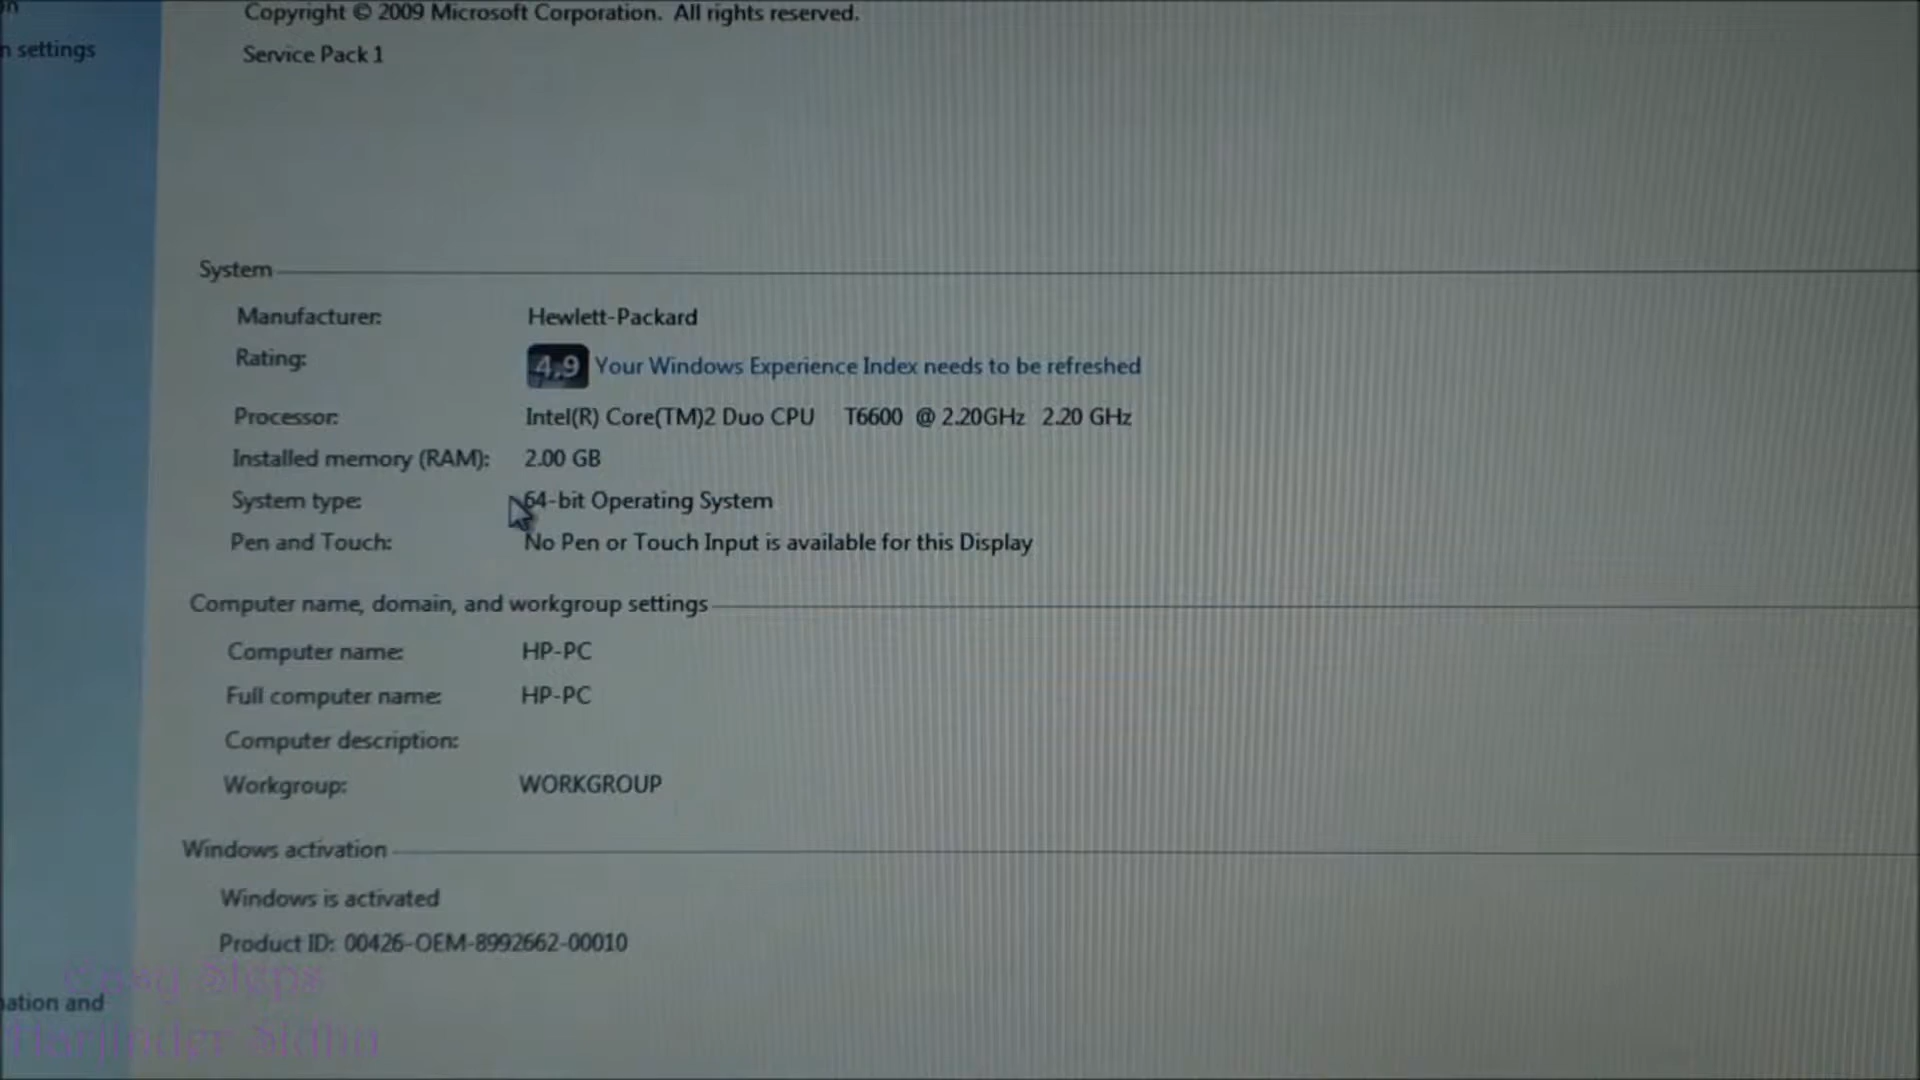 Copyright © 2009 Microsoft Corporation. All rights reserved.
n settings
Service Pack 1
System
Manufacturer: Hewlett-Packard
Rating: 4,9 Your Windows Experience Index needs to be refreshed
Processor: Intel(R) Core(TM)2 Duo CPU T6600 @ 2.20GHz 2.20 GHz
Installed memory (RAM): 2.00 GB
System type: 64-bit Operating System
Pen and Touch: No Pen or Touch Input is available for this Display
Computer name, domain, and workgroup settings
Computer name: HP-PC
Full computer name: HP-PC
Computer description:
Workgroup: WORKGROUP
Windows activation
Windows is activated
Product ID: 00426-OEM-8992662-00010
Easy Steps
ation and
Harjinder Sidhu